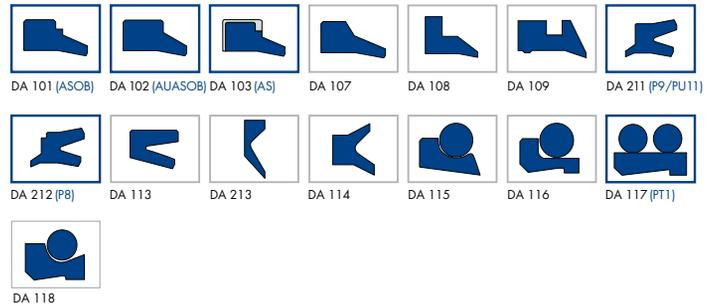 DA 101 (ASOB) DA 102 (AUASOB) DA 103 (AS) DA 107 DA 108 DA 109 DA 211 (P9/PU11)
DA 212 (P8) DA 113 DA 213 DA 114 DA 115 DA 116 DA 117 (PT1)
DA 118